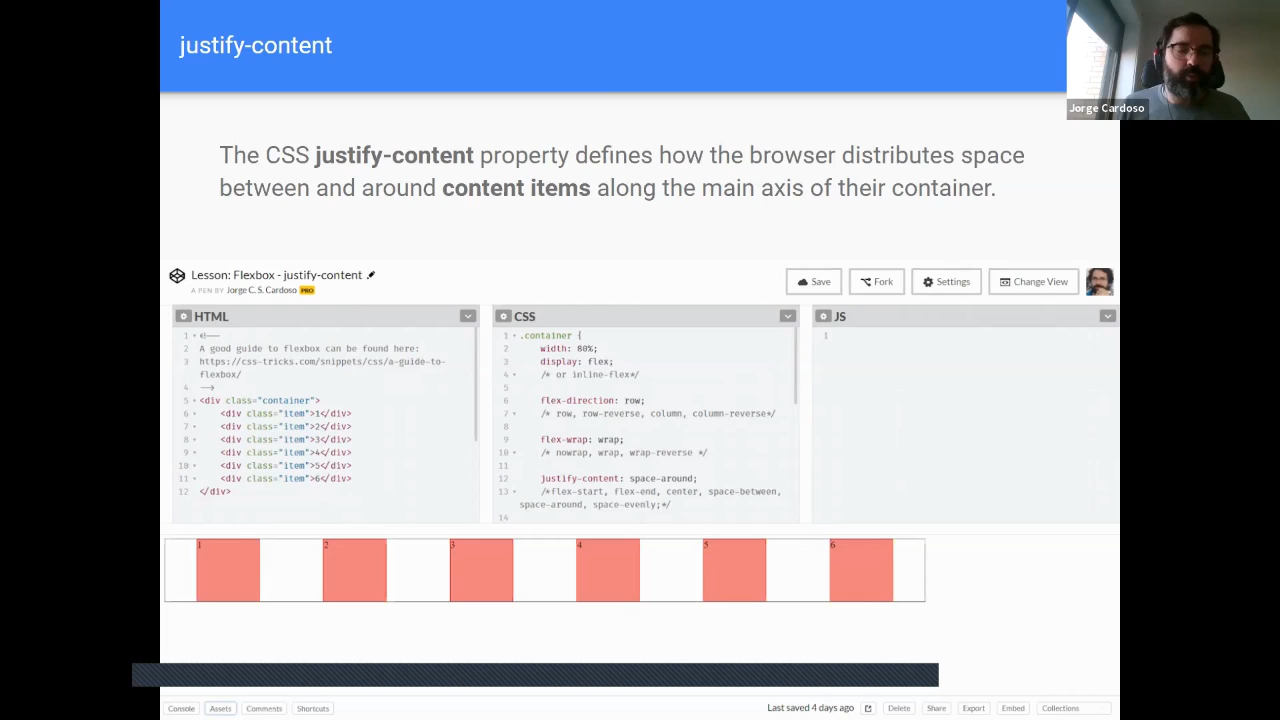 justify-content
Jorge Cardoso
The CSS justify-content property defines how the browser distributes space
between and around content items along the main axis of their container.
Lesson: Flexbox - justify-content
A PEN BY Jorge C. S. Cardoso PRO
Save
Fork
Settings
Change View
HTML
1 <!--
2 A good guide to flexbox can be found here:
3 https://css-tricks.com/snippets/css/a-guide-to-
flexbox/
4 -->
5 <div class="container">
6 <div class="item">1</div>
7 <div class="item">2</div>
8 <div class="item">3</div>
9 <div class="item">4</div>
10 <div class="item">5</div>
11 <div class="item">6</div>
12 </div>
CSS
1 .container {
2 width: 80%;
3 display: flex;
4 /* or inline-flex*/
5
6 flex-direction: row;
7 /* row, row-reverse, column, column-reverse*/
8
9 flex-wrap: wrap;
10 /* nowrap, wrap, wrap-reverse */
11
12 justify-content: space-around;
13 /*flex-start, flex-end, center, space-between,
space-around, space-evenly;*/
14
JS
1
1
2
3
4
5
6
Console
Assets
Comments
Shortcuts
Last saved 4 days ago
Delete
Share
Export
Embed
Collections